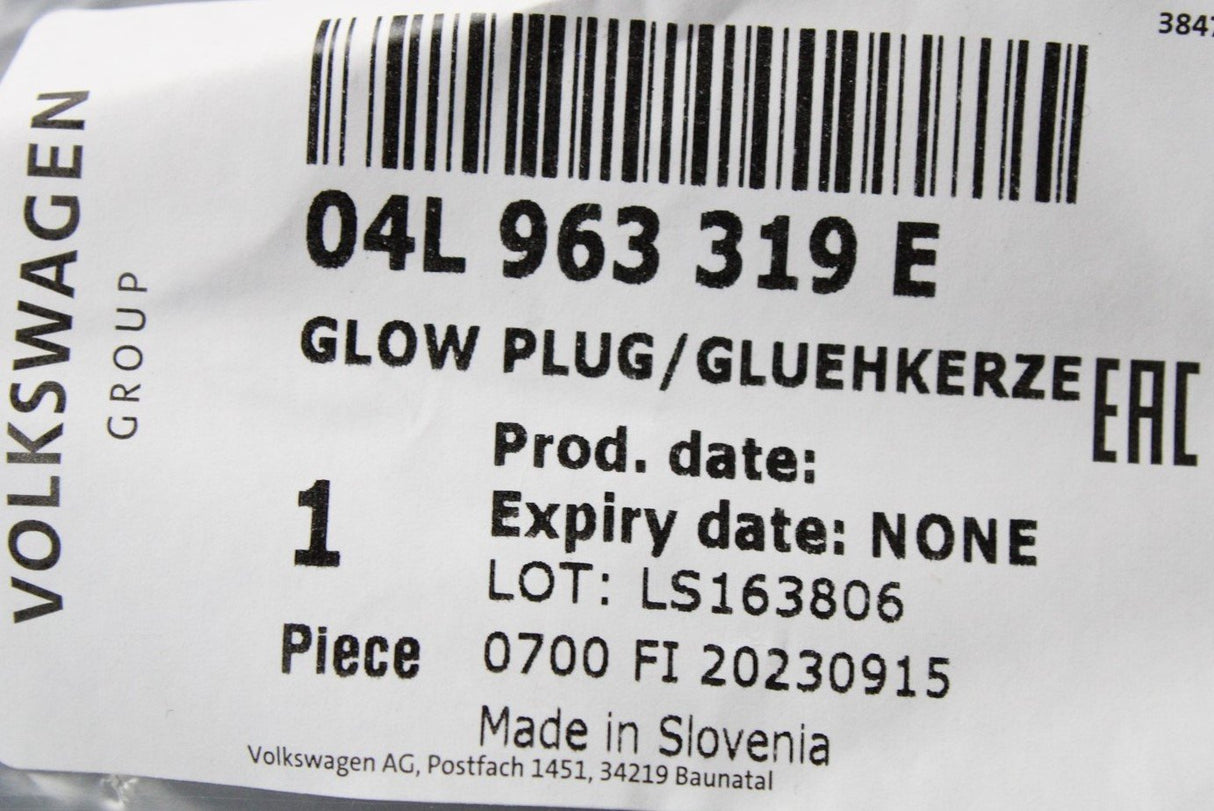 3847
VOLKSWAGEN
GROUP
04L 963 319 E
GLOW PLUG/GLUEHKERZE
EAC
Prod. date:
1
Expiry date: NONE
LOT: LS163806
Piece
0700 FI 20230915
Made in Slovenia
Volkswagen AG, Postfach 1451, 34219 Baunatal